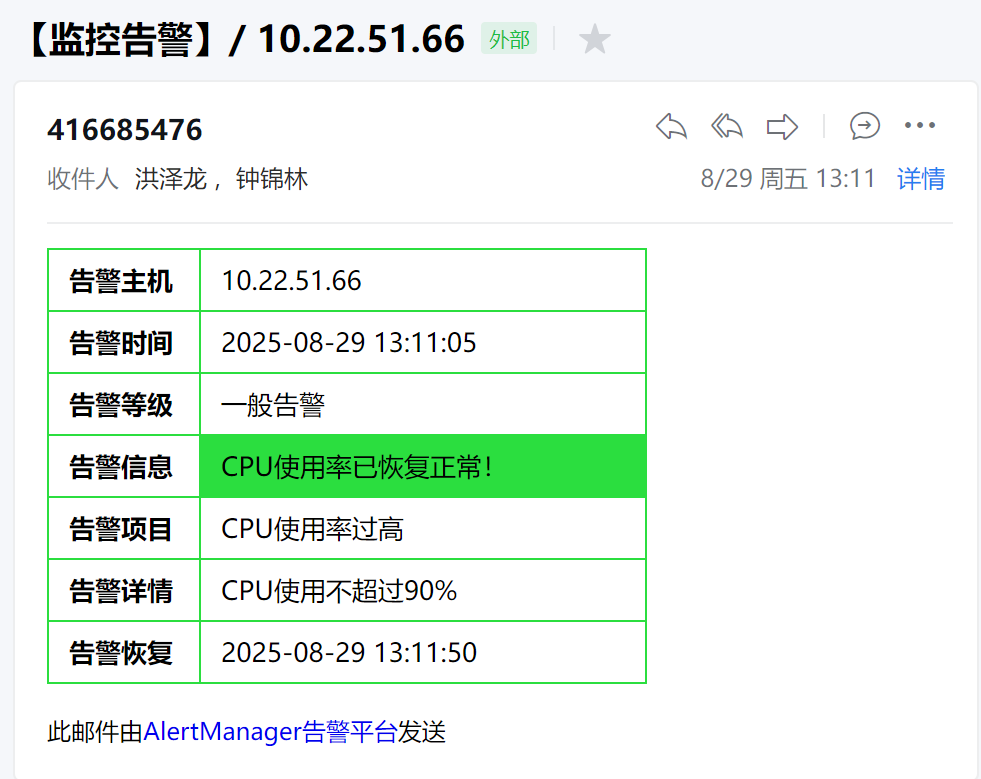 【监控告警】/ 10.22.51.66 外部
416685476
收件人 洪泽龙，钟锦林 8/29 周五 13:11 详情
告警主机 10.22.51.66
告警时间 2025-08-29 13:11:05
告警等级 一般告警
告警信息 CPU使用率已恢复正常！
告警项目 CPU使用率过高
告警详情 CPU使用不超过90%
告警恢复 2025-08-29 13:11:50
此邮件由AlertManager告警平台发送